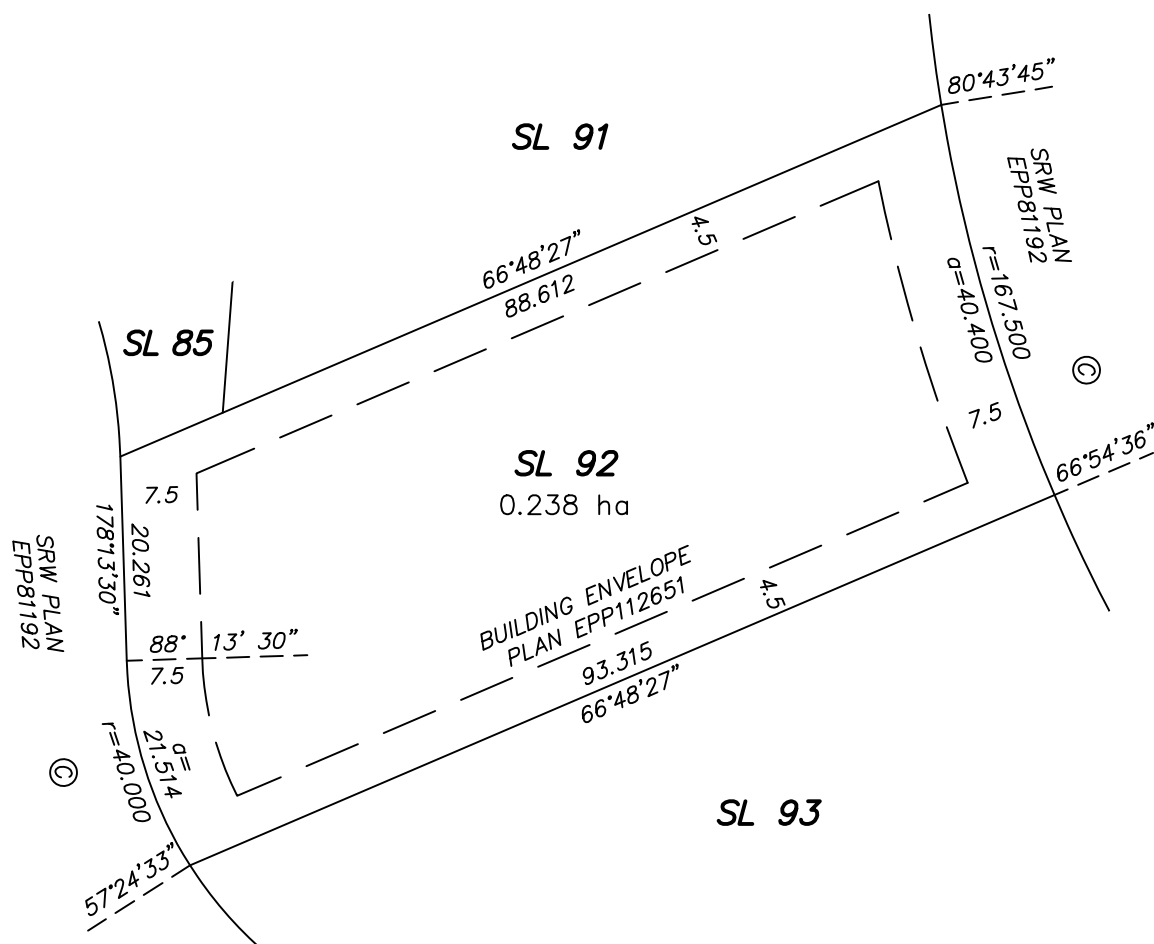 80°43'45"
SL 91
SRW PLAN
EPP81192
66°48'27"
88.612
4.5
r=167.500
a=40.400
SL 85
©
7.5
66°54'36"
SL 92
0.238 ha
7.5
178°13'30"
20.261
SRW PLAN
EPP81192
BUILDING ENVELOPE
PLAN EPP112651
4.5
88° 13' 30"
7.5
93.315
66°48'27"
r=40.000
a=
21.514
©
SL 93
57°24'33"